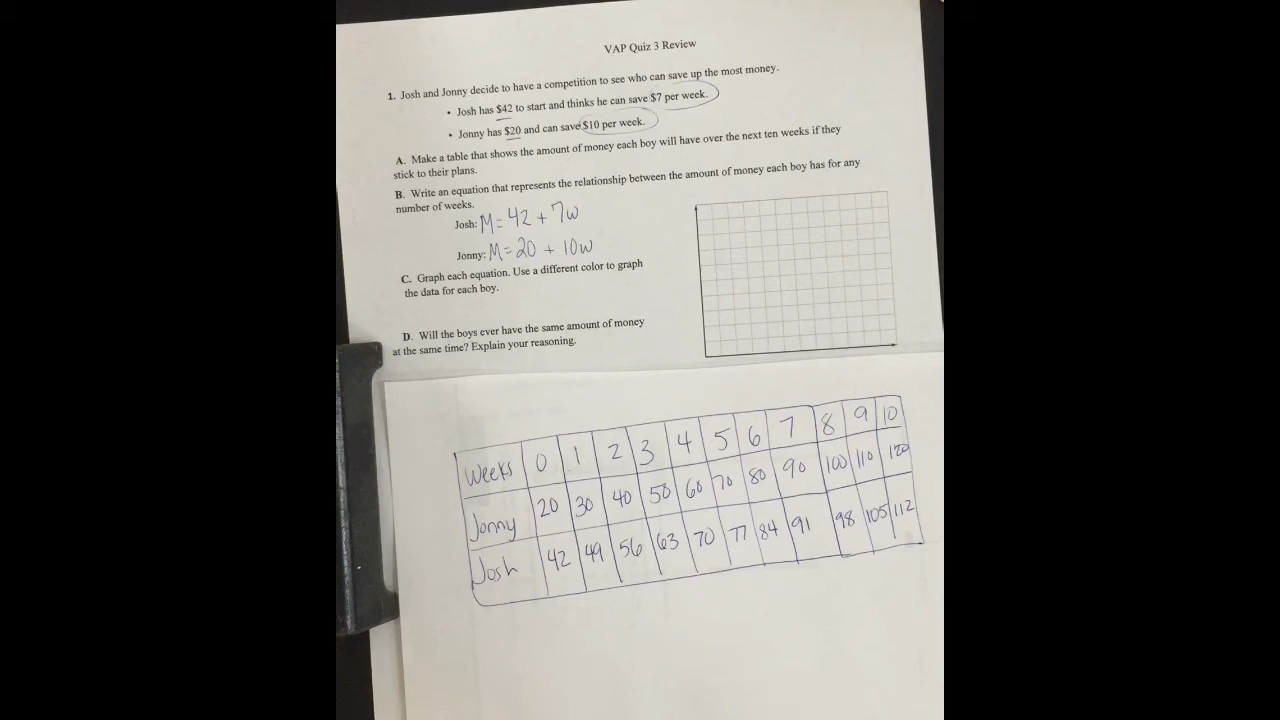 VAP Quiz 3 Review
1. Josh and Jonny decide to have a competition to see who can save up the most money.
• Josh has $42 to start and thinks he can save $7 per week.
• Jonny has $20 and can save $10 per week.
A. Make a table that shows the amount of money each boy will have over the next ten weeks if they
stick to their plans.
B. Write an equation that represents the relationship between the amount of money each boy has for any
number of weeks.
Josh: M = 42 + 7w
Jonny: M = 20 + 10w
C. Graph each equation. Use a different color to graph
the data for each boy.
D. Will the boys ever have the same amount of money
at the same time? Explain your reasoning.
Weeks 0 1 2 3 4 5 6 7 8 9 10
Jonny 20 30 40 50 60 70 80 90 100 110 120
Josh 42 49 56 63 70 77 84 91 98 105 112